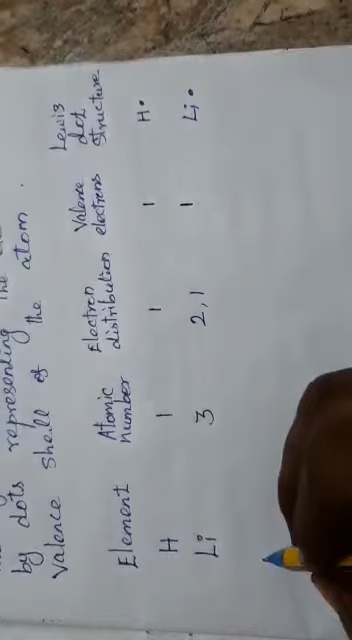 the
by dots representing the
valence shell of the atom.
Element Atomic number Electron distribution Valence electrons Lewis dot structure
H 1 1 1 H•
Li 3 2,1 1 Li•